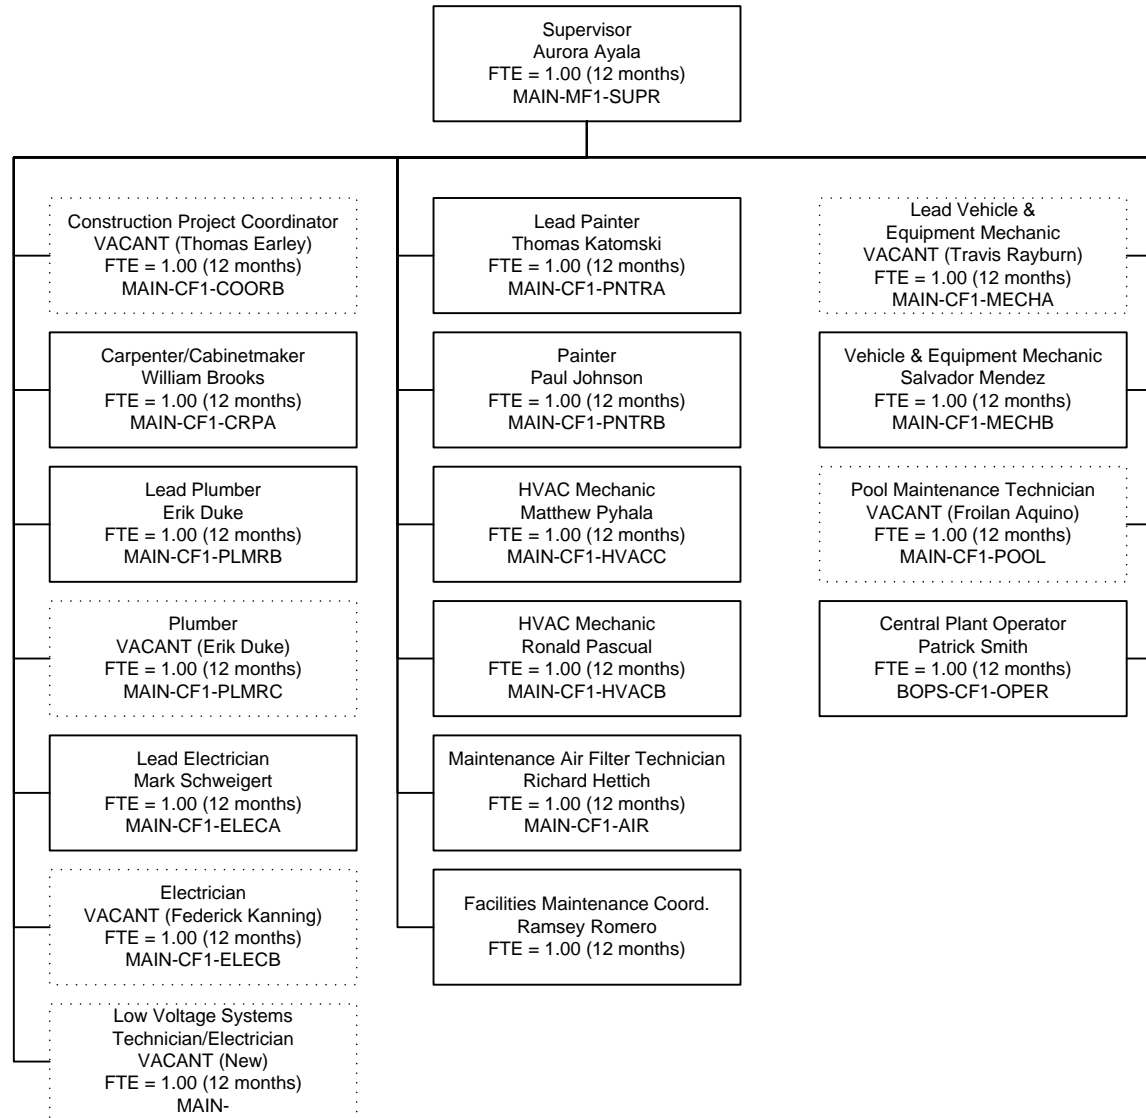 Supervisor
Aurora Ayala
FTE = 1.00 (12 months)
MAIN-MF1-SUPR
Construction Project Coordinator
VACANT (Thomas Earley)
FTE = 1.00 (12 months)
MAIN-CF1-COORB
Carpenter/Cabinetmaker
William Brooks
FTE = 1.00 (12 months)
MAIN-CF1-CRPA
Lead Plumber
Erik Duke
FTE = 1.00 (12 months)
MAIN-CF1-PLMRB
Plumber
VACANT (Erik Duke)
FTE = 1.00 (12 months)
MAIN-CF1-PLMRC
Lead Electrician
Mark Schweigert
FTE = 1.00 (12 months)
MAIN-CF1-ELECA
Electrician
VACANT (Federick Kanning)
FTE = 1.00 (12 months)
MAIN-CF1-ELECB
Low Voltage Systems
Technician/Electrician
VACANT (New)
FTE = 1.00 (12 months)
MAIN-
Lead Painter
Thomas Katomski
FTE = 1.00 (12 months)
MAIN-CF1-PNTRA
Painter
Paul Johnson
FTE = 1.00 (12 months)
MAIN-CF1-PNTRB
HVAC Mechanic
Matthew Pyhala
FTE = 1.00 (12 months)
MAIN-CF1-HVACC
HVAC Mechanic
Ronald Pascual
FTE = 1.00 (12 months)
MAIN-CF1-HVACB
Maintenance Air Filter Technician
Richard Hettich
FTE = 1.00 (12 months)
MAIN-CF1-AIR
Facilities Maintenance Coord.
Ramsey Romero
FTE = 1.00 (12 months)
Lead Vehicle &
Equipment Mechanic
VACANT (Travis Rayburn)
FTE = 1.00 (12 months)
MAIN-CF1-MECHA
Vehicle & Equipment Mechanic
Salvador Mendez
FTE = 1.00 (12 months)
MAIN-CF1-MECHB
Pool Maintenance Technician
VACANT (Froilan Aquino)
FTE = 1.00 (12 months)
MAIN-CF1-POOL
Central Plant Operator
Patrick Smith
FTE = 1.00 (12 months)
BOPS-CF1-OPER